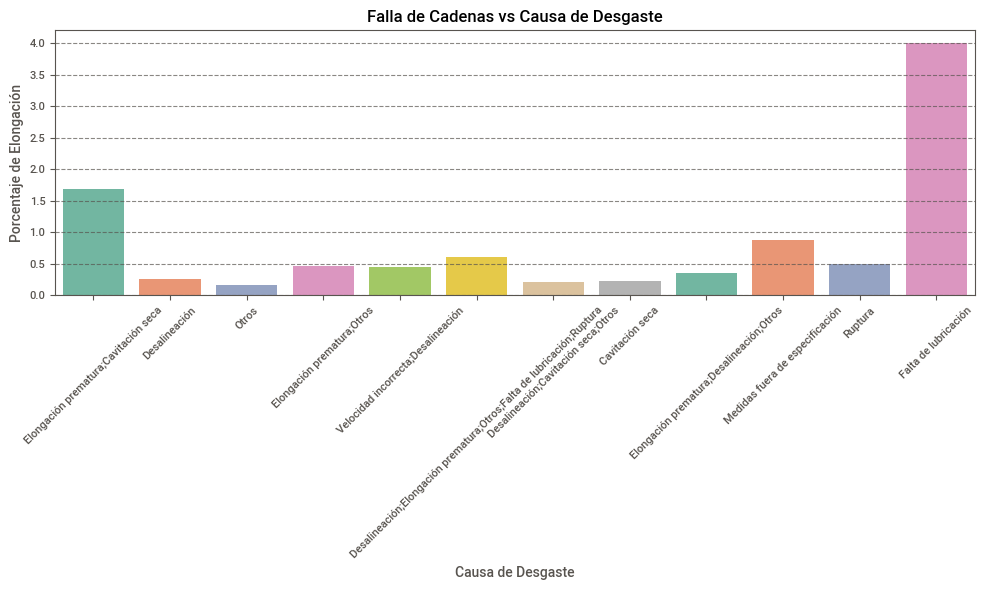 Falla de Cadenas vs Causa de Desgaste
Porcentaje de Elongación
4.0
3.5
3.0
2.5
2.0
1.5
1.0
0.5
0.0
Elongación prematura;Cavitación seca
Desalineación
Otros
Elongación prematura;Otros
Velocidad incorrecta;Desalineación
Desalineación;Elongación prematura;Otros;Falta de lubricación;Ruptura
Desalineación;Cavitación seca;Otros
Cavitación seca
Elongación prematura;Desalineación;Otros
Medidas fuera de especificación
Ruptura
Falta de lubricación
Causa de Desgaste